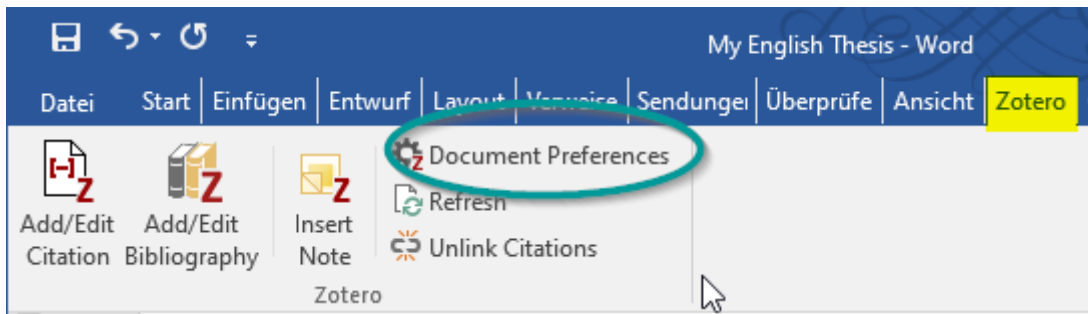 My English Thesis - Word
Datei Start Einfügen Entwurf Layout Verweise Sendungen Überprüfe Ansicht Zotero
Document Preferences
Refresh
Unlink Citations
Add/Edit Citation
Add/Edit Bibliography
Insert Note
Zotero